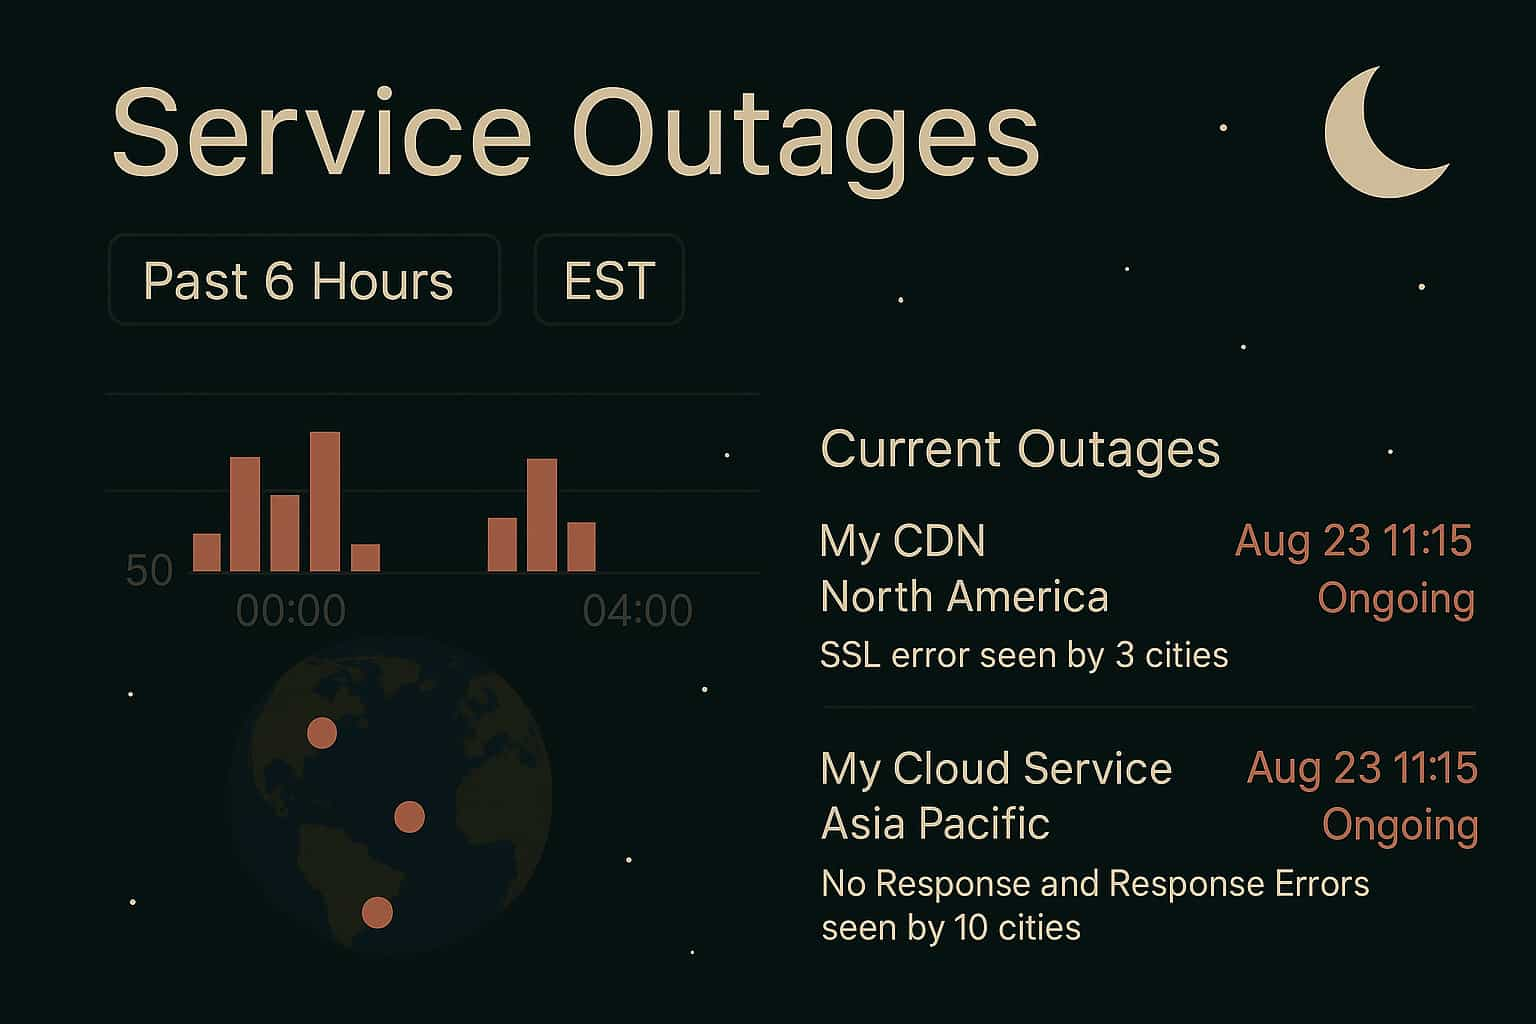 Service Outages
Past 6 Hours
EST
50
00:00
04:00
Current Outages
My CDN
Aug 23 11:15
North America
Ongoing
SSL error seen by 3 cities
My Cloud Service
Aug 23 11:15
Asia Pacific
Ongoing
No Response and Response Errors
seen by 10 cities